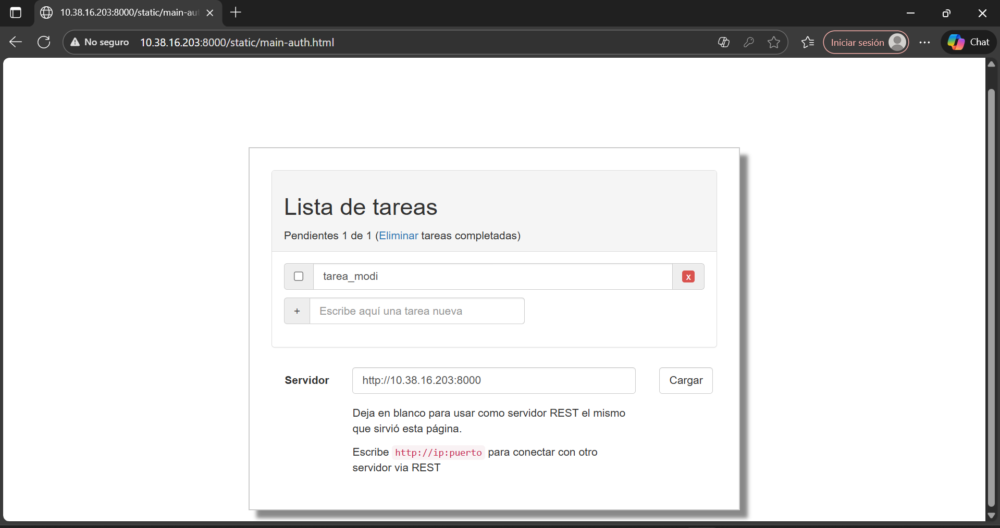 10.38.16.203:8000/static/main-aut
No seguro 10.38.16.203:8000/static/main-auth.html
Iniciar sesión
Chat
Lista de tareas
Pendientes 1 de 1 (Eliminar tareas completadas)
tarea_modi
x
+ Escribe aquí una tarea nueva
Servidor http://10.38.16.203:8000 Cargar
Deja en blanco para usar como servidor REST el mismo
que sirvió esta página.
Escribe http://ip:puerto para conectar con otro
servidor via REST